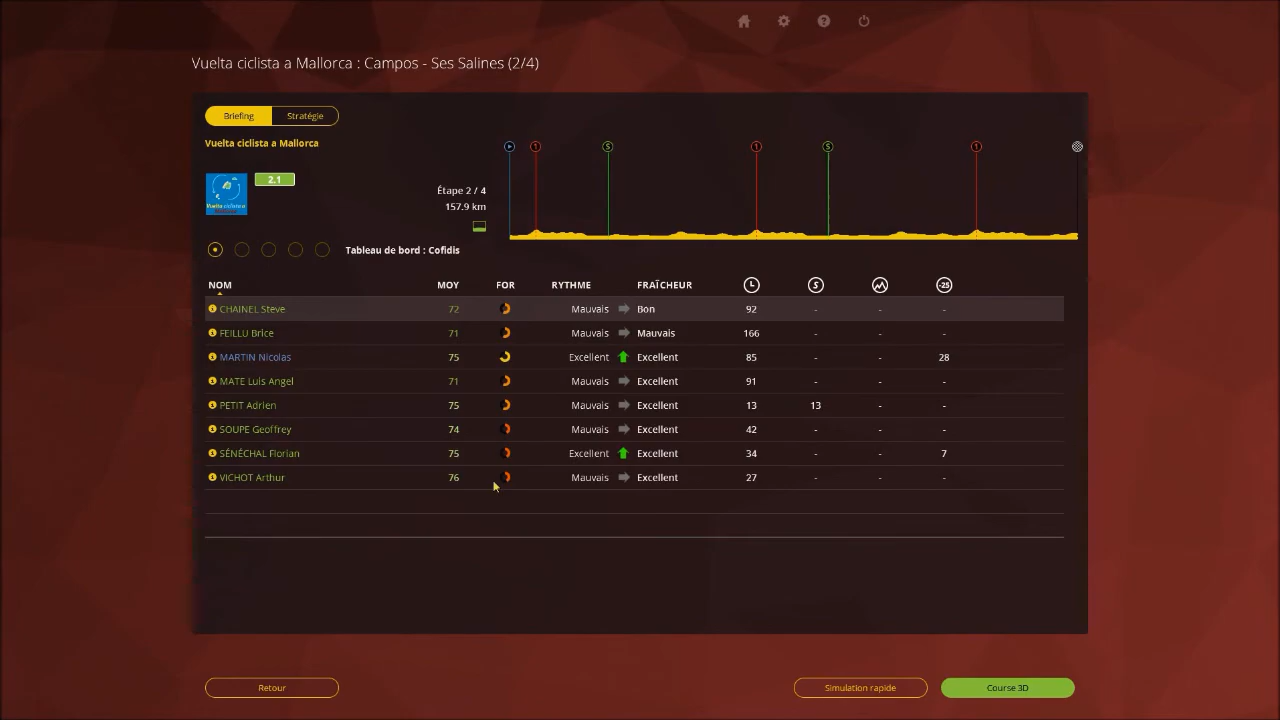 Vuelta ciclista a Mallorca : Campos - Ses Salines (2/4)
Briefing Stratégie
Vuelta ciclista a Mallorca
2.1
Étape 2 / 4
157.9 km
1 S 1 S 1
Tableau de bord : Cofidis
NOM MOY FOR RYTHME FRAÎCHEUR S -25
CHAINEL Steve 72 Mauvais Bon 92 - - -
FEILLU Brice 71 Mauvais Mauvais 166 - - -
MARTIN Nicolas 75 Excellent Excellent 85 - - 28
MATE Luis Angel 71 Mauvais Excellent 91 - - -
PETIT Adrien 75 Mauvais Excellent 13 13 - -
SOUPE Geoffrey 74 Mauvais Excellent 42 - - -
SÉNÉCHAL Florian 75 Excellent Excellent 34 - - 7
VICHOT Arthur 76 Mauvais Excellent 27 - - -
Retour Simulation rapide Course 3D